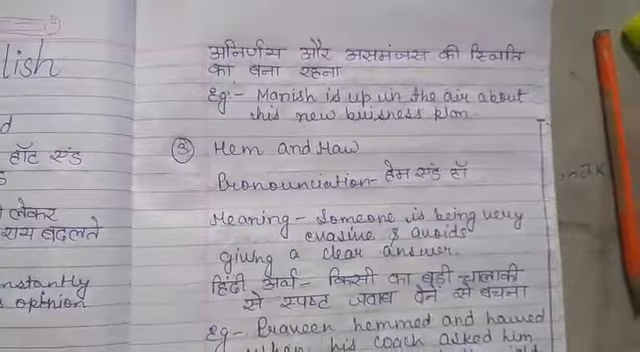 lish
d
हॉट एंड
लेकर
राय बदलते
nstantly
opinion
अनिर्णय और असमंजस की स्थिति
का बना रहना
Eg:- Manish is up in the air about
his new buisness plan.
③ Hem and Haw
Pronounciation- हेम एंड हॉ
Meaning - Someone is being very
evasive & avoids
giving a clear answer.
हिंदी अर्थ- किसी का बड़ी चालाकी
से स्पष्ट जवाब देने से बचना
Eg- Praveen hemmed and hawed
when his coach asked him